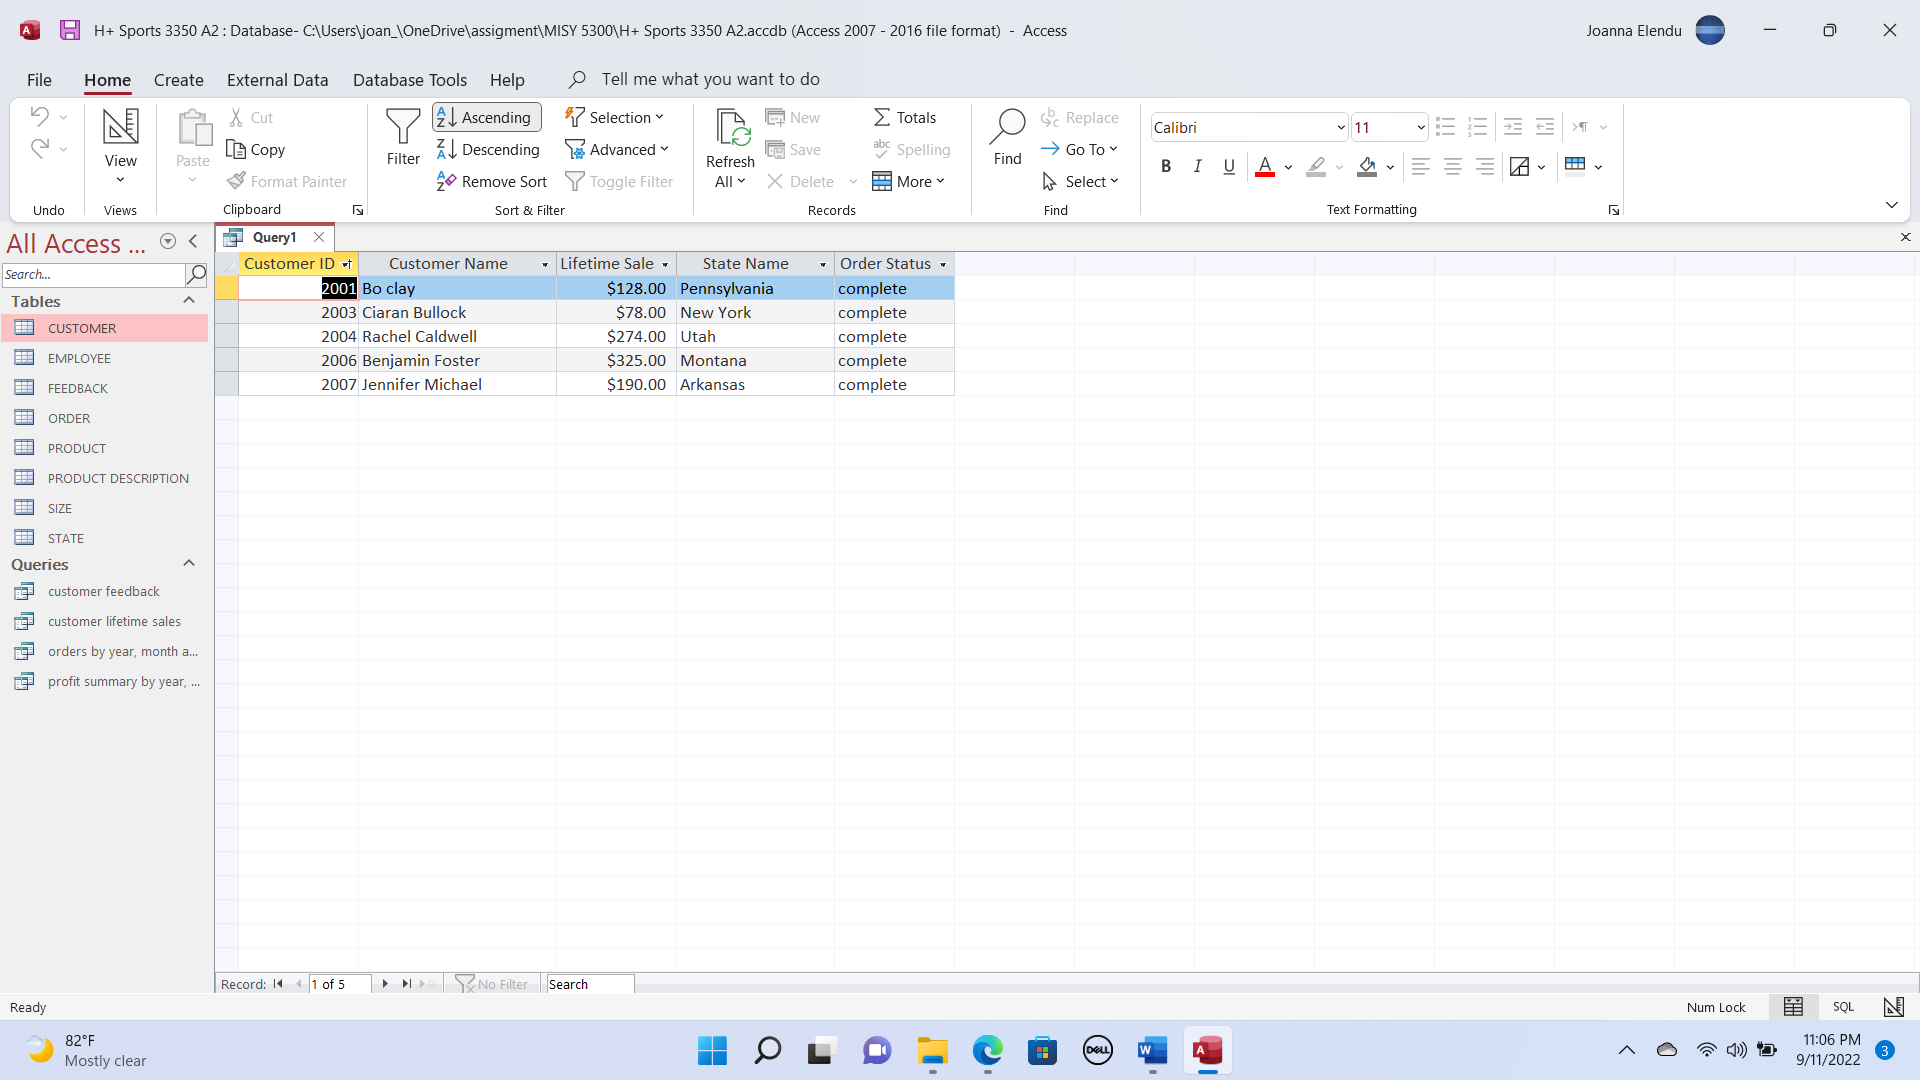 H+ Sports 3350 A2 : Database- C:\Users\joan_\OneDrive\assigment\MISY 5300\H+ Sports 3350 A2.accdb (Access 2007 - 2016 file format) - Access
Joanna Elendu
File Home Create External Data Database Tools Help Tell me what you want to do
View
Paste
Cut
Copy
Format Painter
Filter
Ascending
Descending
Remove Sort
Selection
Advanced
Toggle Filter
Refresh
All
New
Save
Delete
Totals
Spelling
More
Find
Replace
Go To
Select
Calibri
11
B I U A
Undo Views Clipboard Sort & Filter Records Find Text Formatting
All Access ...
Search...
Tables
CUSTOMER
EMPLOYEE
FEEDBACK
ORDER
PRODUCT
PRODUCT DESCRIPTION
SIZE
STATE
Queries
customer feedback
customer lifetime sales
orders by year, month a...
profit summary by year, ...
Query1
Customer ID Customer Name Lifetime Sale State Name Order Status
2001 Bo clay $128.00 Pennsylvania complete
2003 Ciaran Bullock $78.00 New York complete
2004 Rachel Caldwell $274.00 Utah complete
2006 Benjamin Foster $325.00 Montana complete
2007 Jennifer Michael $190.00 Arkansas complete
Record: 1 of 5 No Filter Search
Ready
Num Lock
SQL
82°F
Mostly clear
DELL
W
A
11:06 PM
9/11/2022
3